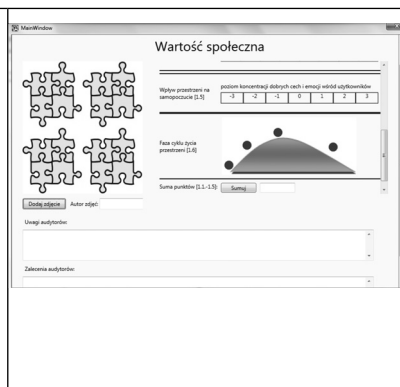 MainWindow
Wartość społeczna
Wpływ przestrzeni na
samopoczucie [1.5]
poziom koncentracji dobrych cech i emocji wśród użytkowników
-3 -2 -1 0 1 2 3
Faza cyklu życia
przestrzeni [1.6]
Suma punktów [1.1.-1.5]:
Sumuj
Dodaj zdjęcie
Autor zdjęć:
Uwagi audytorów:
Zalecenia audytorów: